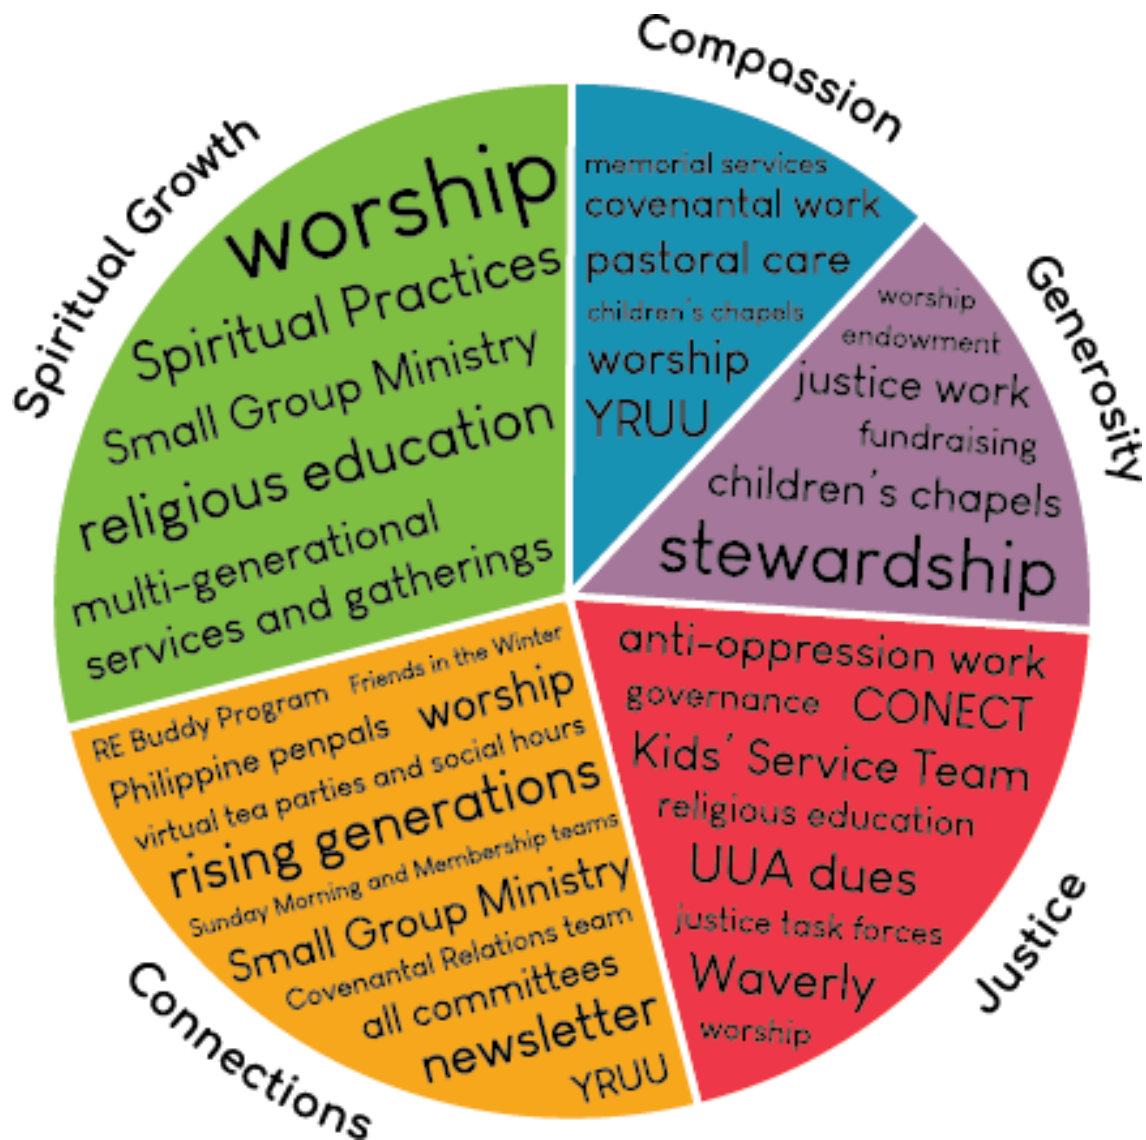 Compassion
memorial services
covenantal work
pastoral care
children's chapels
worship
YRUU
Generosity
worship
endowment
justice work
fundraising
children's chapels
stewardship
Justice
anti-oppression work
governance CONECT
Kids' Service Team
religious education
UUA dues
justice task forces
Waverly
worship
Connections
Friends in the Winter
RE Buddy Program
worship
Philippine penpals
virtual tea parties and social hours
rising generations
Sunday Morning and Membership teams
Small Group Ministry
Covenantal Relations team
all committees
newsletter
YRUU
Spiritual Growth
worship
Spiritual Practices
Small Group Ministry
religious education
multi-generational
services and gatherings